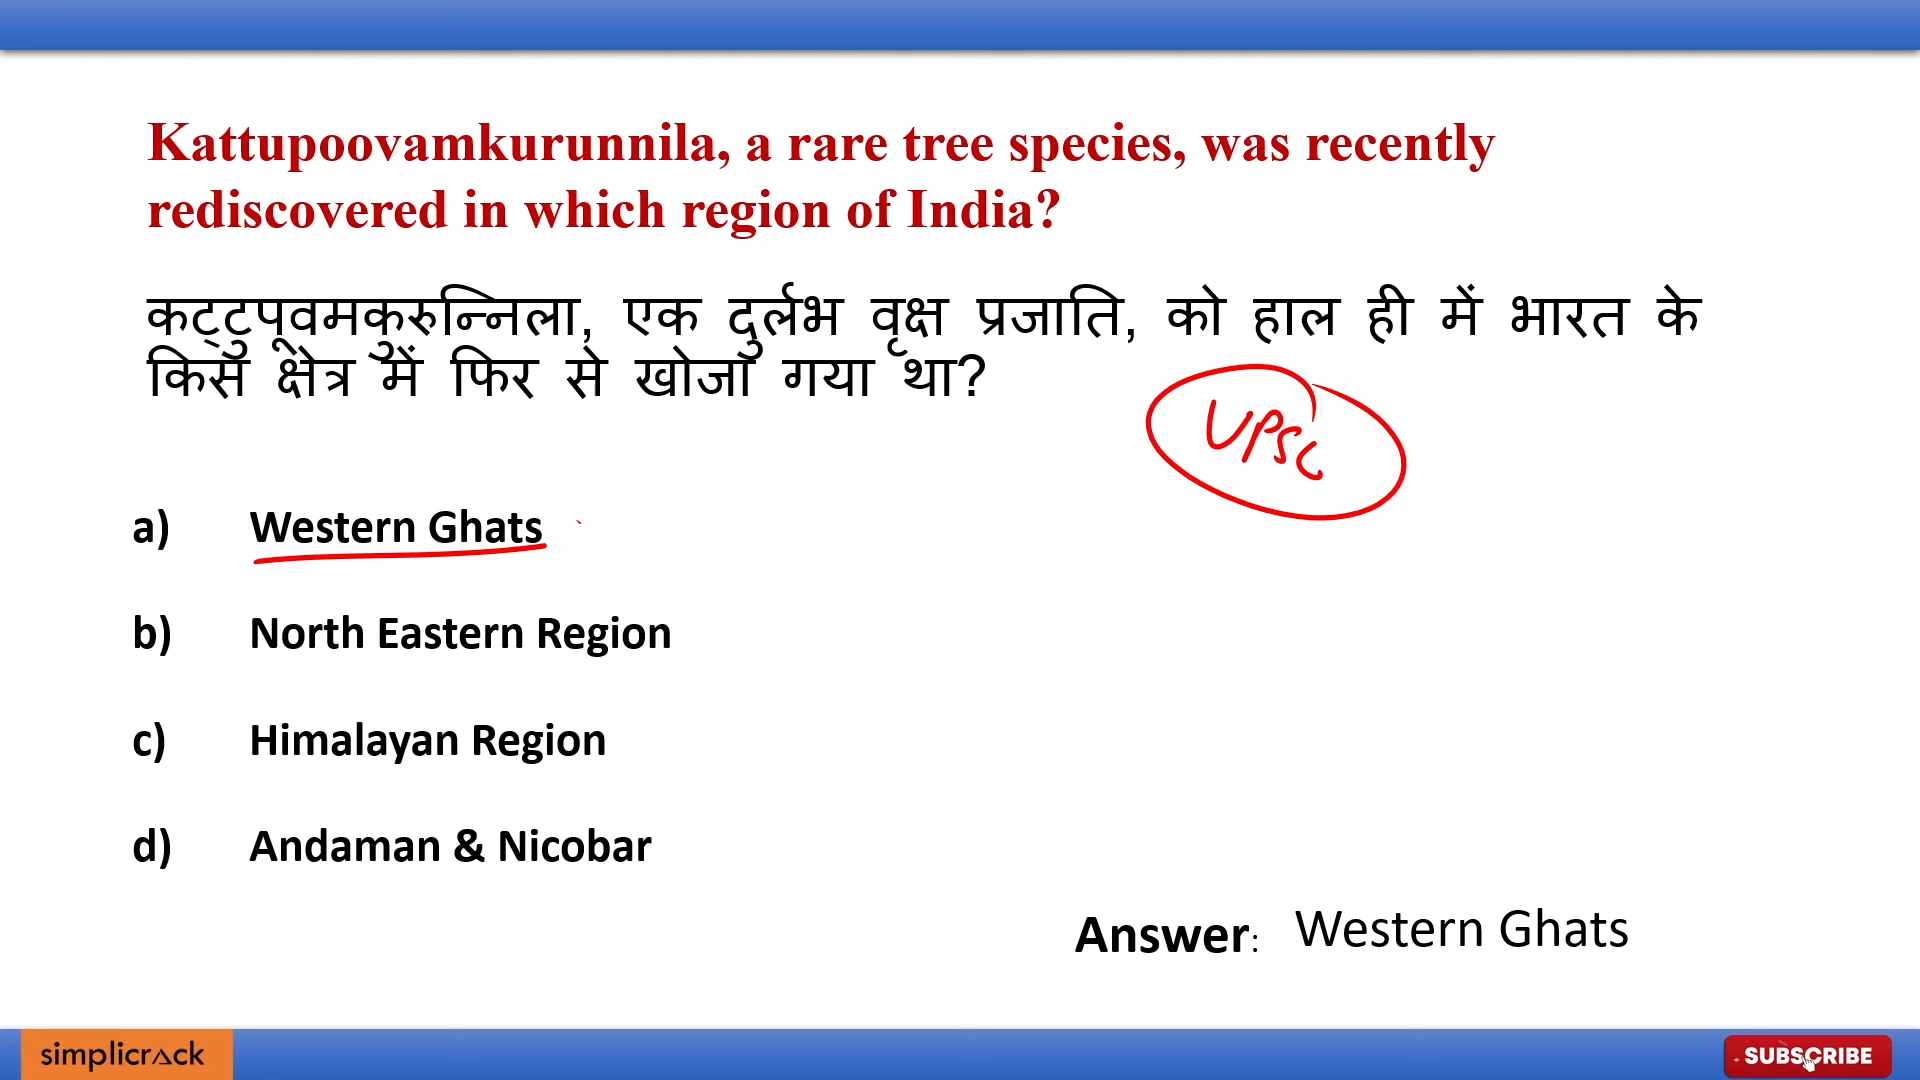 Kattupoovamkurunnila, a rare tree species, was recently
rediscovered in which region of India?
कट्टुपूवमकुरुन्निला, एक दुर्लभ वृक्ष प्रजाति, को हाल ही में भारत के
किस क्षेत्र में फिर से खोजा गया था?
UPSC
a) Western Ghats
b) North Eastern Region
c) Himalayan Region
d) Andaman & Nicobar
Answer: Western Ghats
simplicrack
SUBSCRIBE